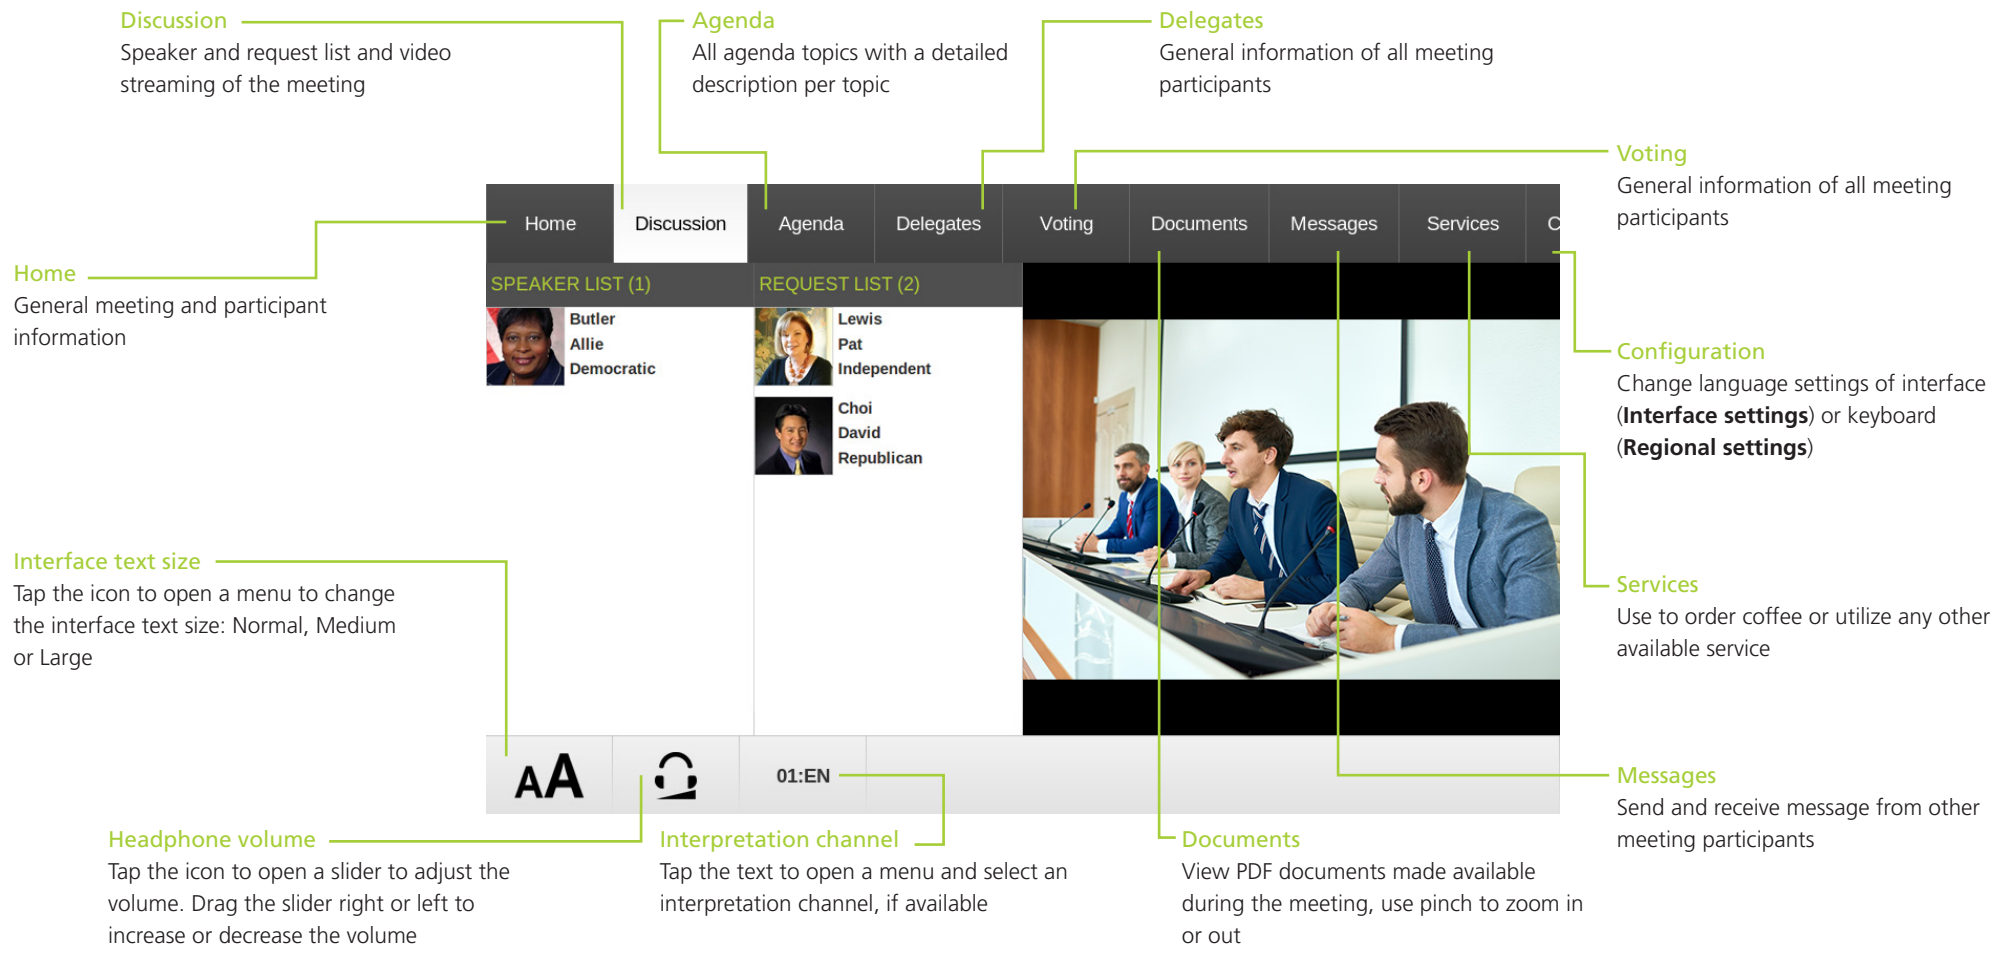 Discussion
Speaker and request list and video
streaming of the meeting
Agenda
All agenda topics with a detailed
description per topic
Delegates
General information of all meeting
participants
Voting
General information of all meeting
participants
Home
General meeting and participant
information
Home
Discussion
Agenda
Delegates
Voting
Documents
Messages
Services
C
SPEAKER LIST (1)
Butler
Allie
Democratic
REQUEST LIST (2)
Lewis
Pat
Independent
Choi
David
Republican
Configuration
Change language settings of interface
(Interface settings) or keyboard
(Regional settings)
Interface text size
Tap the icon to open a menu to change
the interface text size: Normal, Medium
or Large
Services
Use to order coffee or utilize any other
available service
AA
01:EN
Messages
Send and receive message from other
meeting participants
Headphone volume
Tap the icon to open a slider to adjust the
volume. Drag the slider right or left to
increase or decrease the volume
Interpretation channel
Tap the text to open a menu and select an
interpretation channel, if available
Documents
View PDF documents made available
during the meeting, use pinch to zoom in
or out